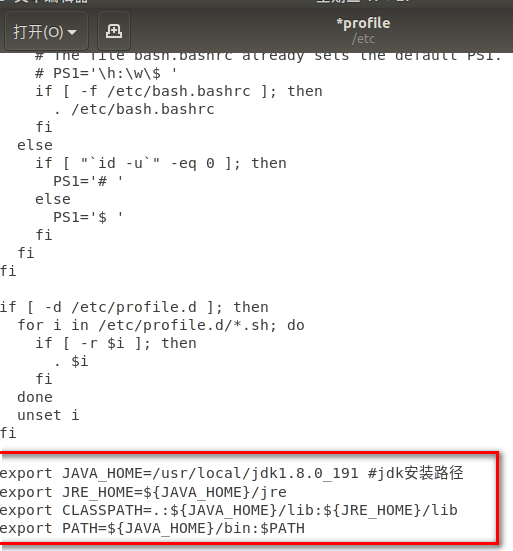 *profile
打开(O)
/etc
# The file bash.bashrc already sets the default PS1.
# PS1='\h:\w\$ '
if [ -f /etc/bash.bashrc ]; then
. /etc/bash.bashrc
fi
else
if [ "`id -u`" -eq 0 ]; then
PS1='# '
else
PS1='$ '
fi
fi
fi
if [ -d /etc/profile.d ]; then
for i in /etc/profile.d/*.sh; do
if [ -r $i ]; then
. $i
fi
done
unset i
fi
export JAVA_HOME=/usr/local/jdk1.8.0_191 #jdk安装路径
export JRE_HOME=${JAVA_HOME}/jre
export CLASSPATH=.:${JAVA_HOME}/lib:${JRE_HOME}/lib
export PATH=${JAVA_HOME}/bin:$PATH